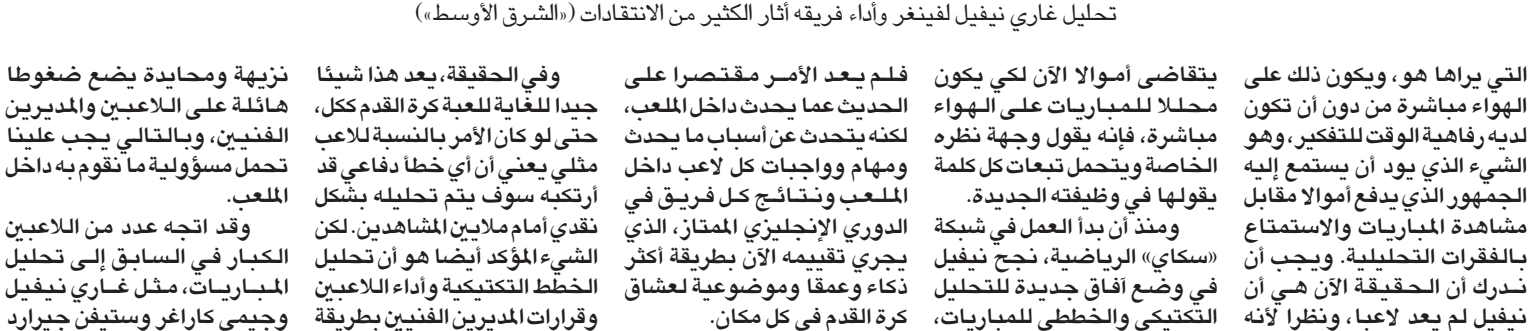 تحليل غاري نيفيل لفينغر وأداء فريقه أثار الكثير من الانتقادات («الشرق الأوسط»)
التي يراها هو، ويكون ذلك على
الهواء مباشرة من دون أن تكون
لديه رفاهية الوقت للتفكير، وهو
الشيء الذي يود أن يستمع إليه
الجمهور الذي يدفع أموالا مقابل
مشاهدة المباريات والاستمتاع
بالفقرات التحليلية. ويجب أن
ندرك أن الحقيقة الآن هي أن
نيفيل لم يعد لاعبا، ونظرا لأنه
يتقاضى أموالا الآن لكي يكون
محللا للمباريات على الهواء
مباشرة، فإنه يقول وجهة نظره
الخاصة ويتحمل تبعات كل كلمة
يقولها في وظيفته الجديدة.
ومنذ أن بدأ العمل في شبكة
«سكاي» الرياضية، نجح نيفيل
في وضع آفاق جديدة للتحليل
التكتيكي والخططي للمباريات،
فلم يعد الأمر مقتصرا على
الحديث عما يحدث داخل الملعب،
لكنه يتحدث عن أسباب ما يحدث
ومهام وواجبات كل لاعب داخل
الملعب ونتائج كل فريق في
الدوري الإنجليزي الممتاز، الذي
يجري تقييمه الآن بطريقة أكثر
ذكاء وعمقا وموضوعية لعشاق
كرة القدم في كل مكان.
وفي الحقيقة، يعد هذا شيئا
جيدا للغاية للعبة كرة القدم ككل،
حتى لو كان الأمر بالنسبة للاعب
مثلي يعني أن أي خطأ دفاعي قد
أرتكبه سوف يتم تحليله بشكل
نقدي أمام ملايين المشاهدين. لكن
الشيء المؤكد أيضا هو أن تحليل
الخطط التكتيكية وأداء اللاعبين
وقرارات المديرين الفنيين بطريقة
نزيهة ومحايدة يضع ضغوطا
هائلة على اللاعبين والمديرين
الفنيين، وبالتالي يجب علينا
تحمل مسؤولية ما نقوم به داخل
الملعب.
وقد اتجه عدد من اللاعبين
الكبار في السابق إلى تحليل
المباريات، مثل غاري نيفيل
وجيمي كاراغر وستيفن جيرارد